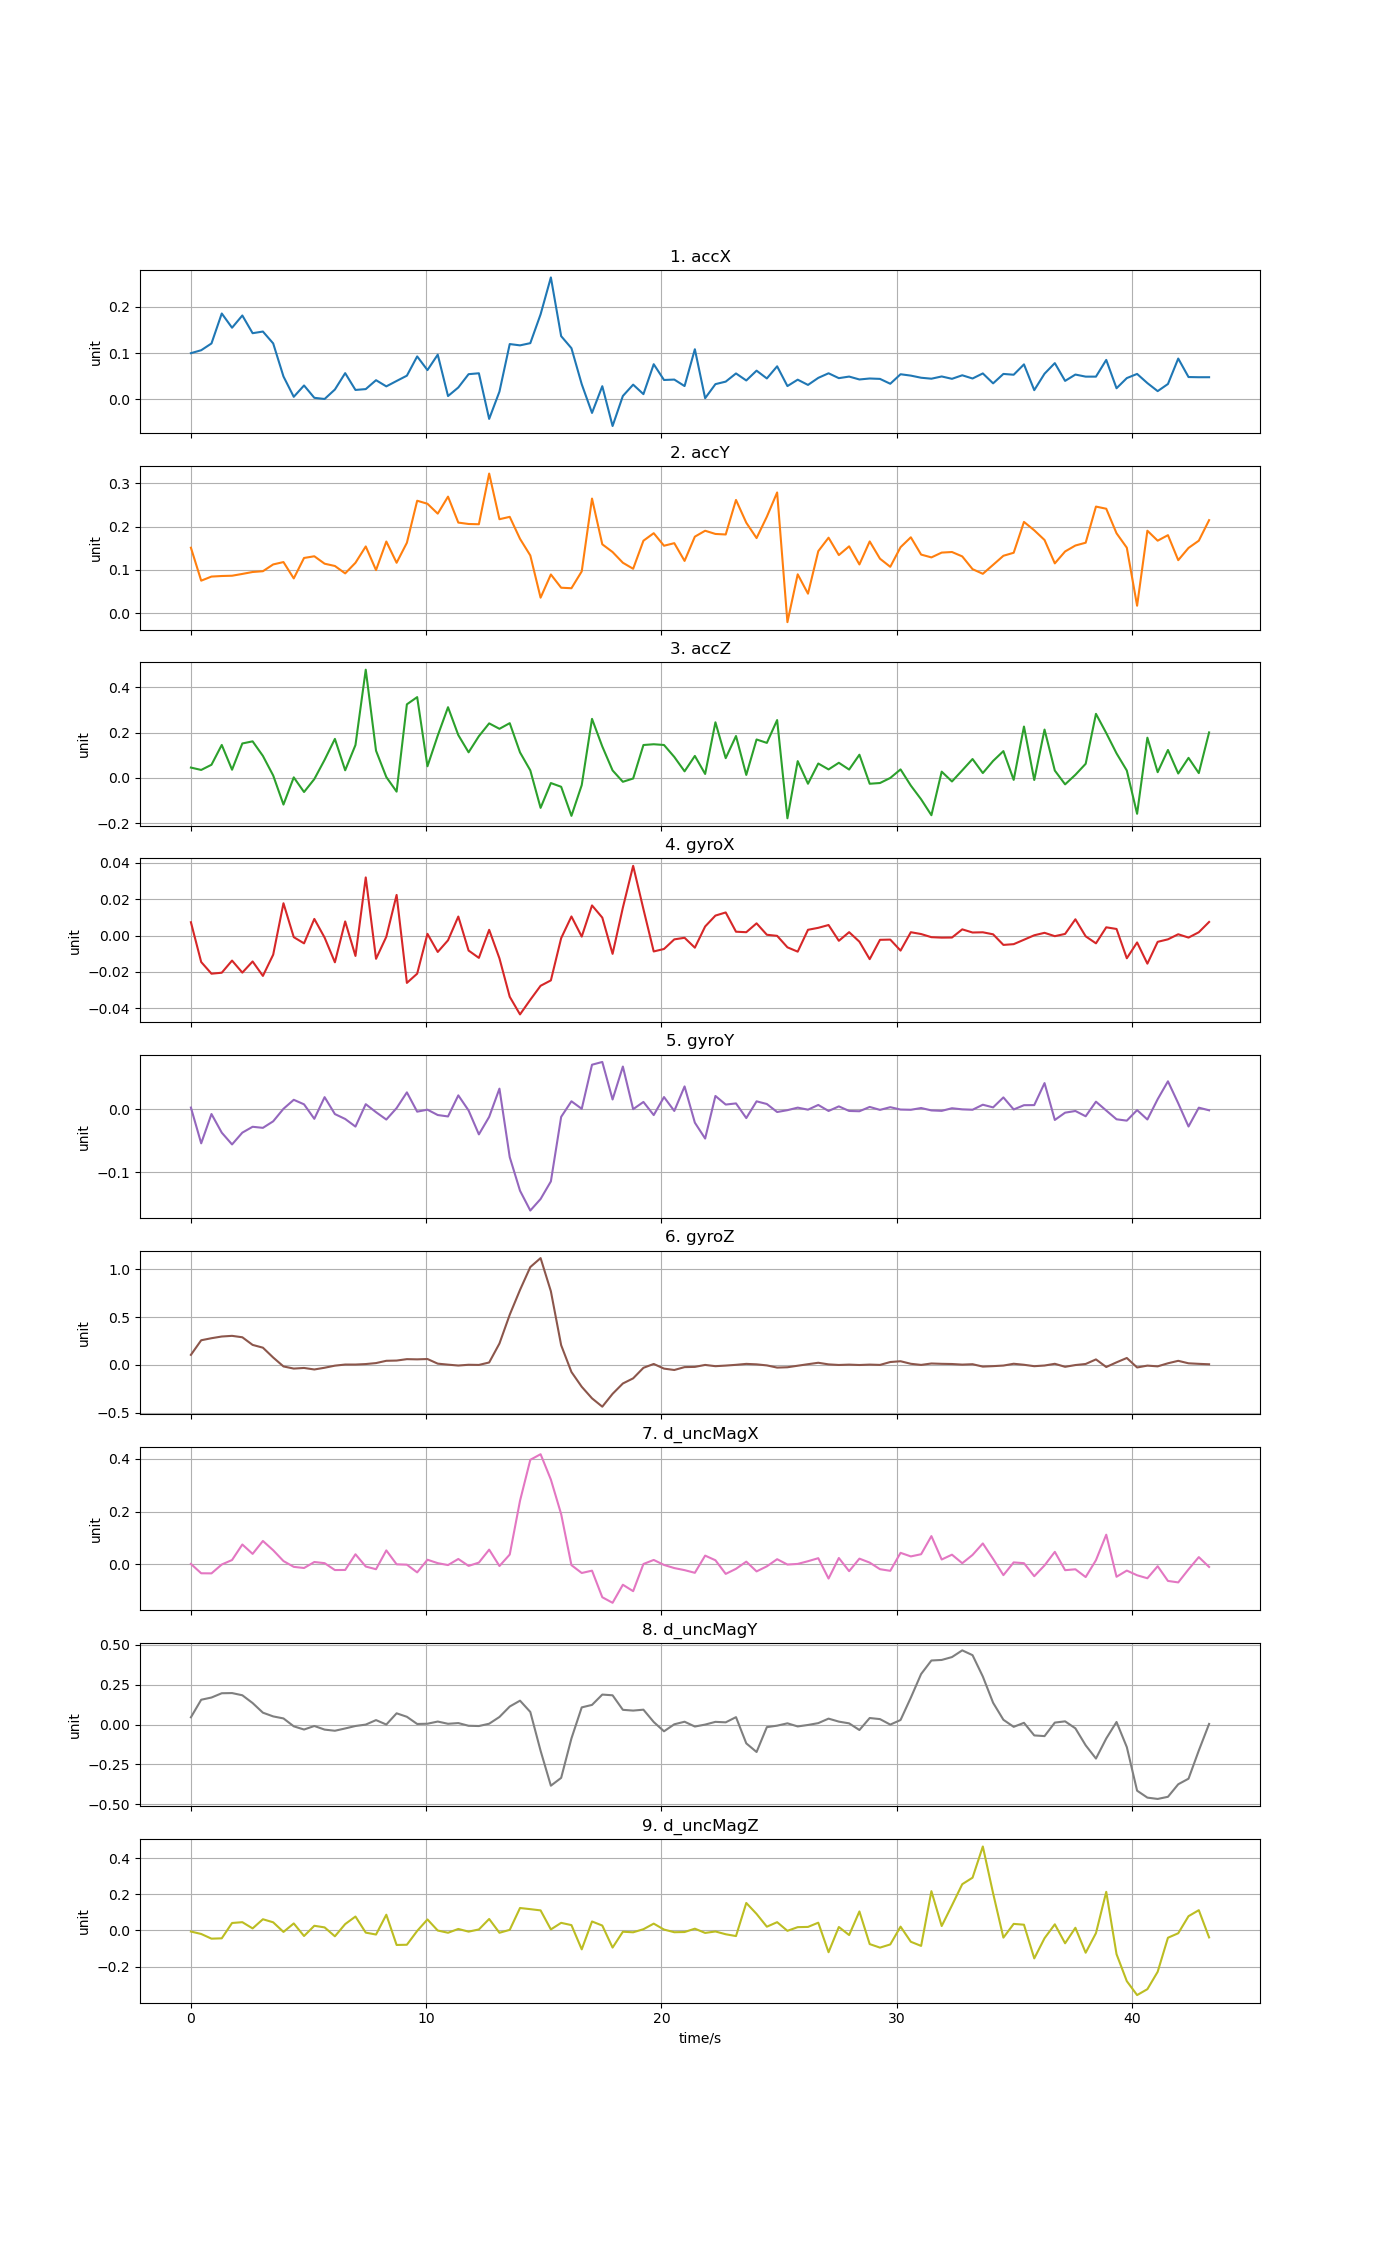 1. accX
0.2
0.1
0.0
unit
2. accY
0.3
0.2
0.1
0.0
unit
3. accZ
0.4
0.2
0.0
−0.2
unit
4. gyroX
0.04
0.02
0.00
−0.02
−0.04
unit
5. gyroY
0.0
−0.1
unit
6. gyroZ
1.0
0.5
0.0
−0.5
unit
7. d_uncMagX
0.4
0.2
0.0
unit
8. d_uncMagY
0.50
0.25
0.00
−0.25
−0.50
unit
9. d_uncMagZ
0.4
0.2
0.0
−0.2
unit
0 10 20 30 40
time/s